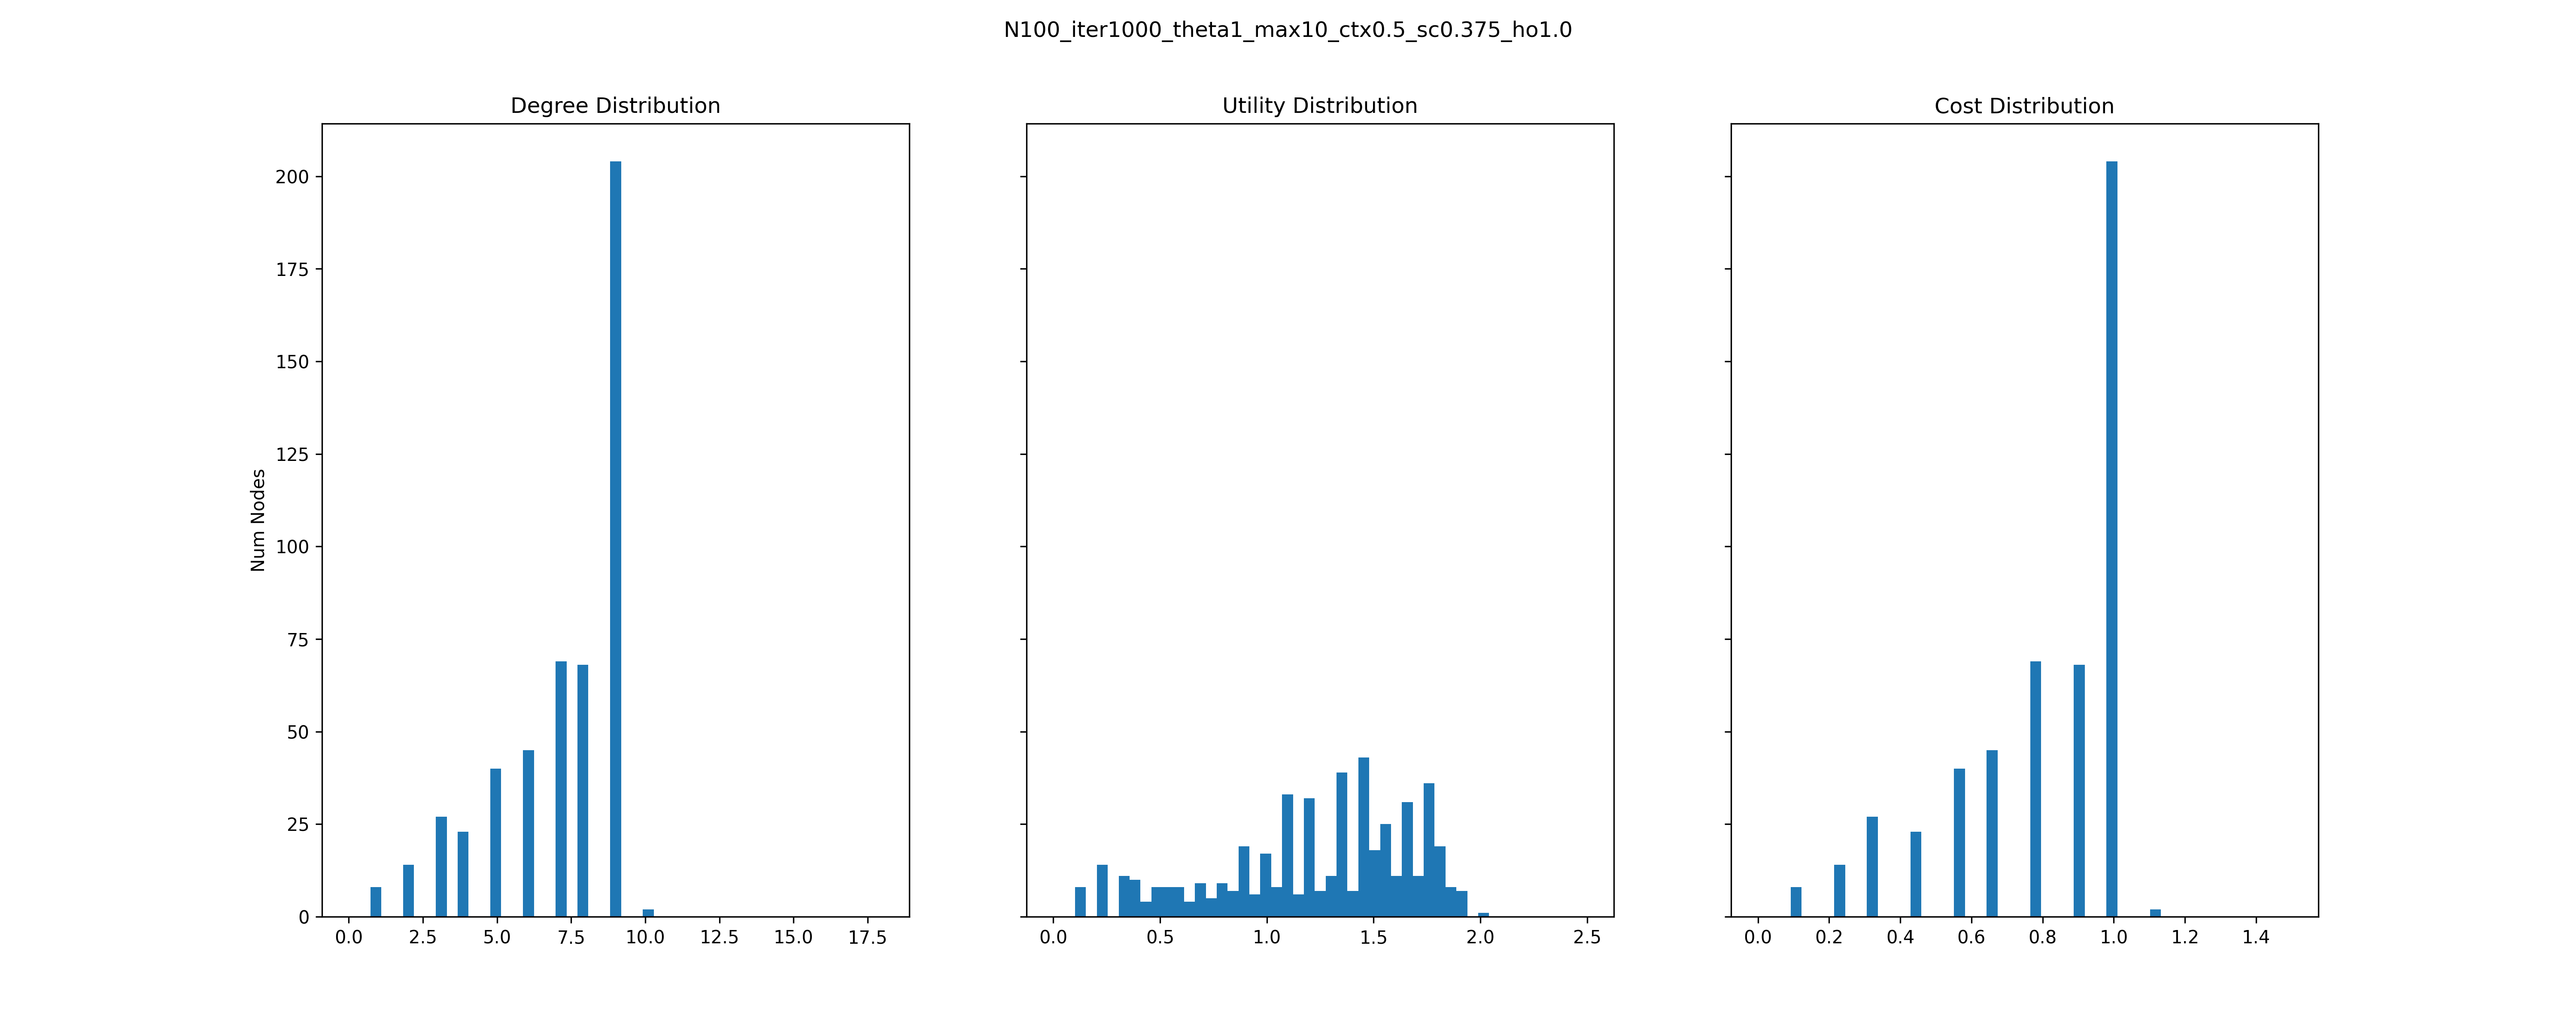 N100_iter1000_theta1_max10_ctx0.5_sc0.375_ho1.0
Degree Distribution
Num Nodes
200
175
150
125
100
75
50
25
0
0.0 2.5 5.0 7.5 10.0 12.5 15.0 17.5
Utility Distribution
0.0 0.5 1.0 1.5 2.0 2.5
Cost Distribution
0.0 0.2 0.4 0.6 0.8 1.0 1.2 1.4